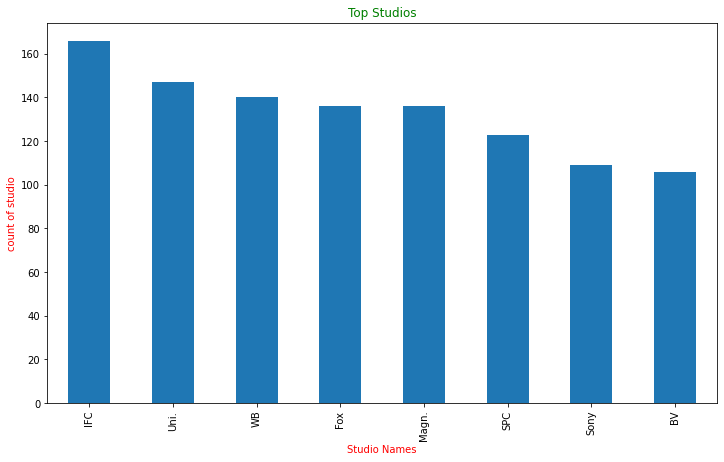 Top Studios
count of studio
160
140
120
100
80
60
40
20
0
IFC
Uni.
WB
Fox
Magn.
SPC
Sony
BV
Studio Names